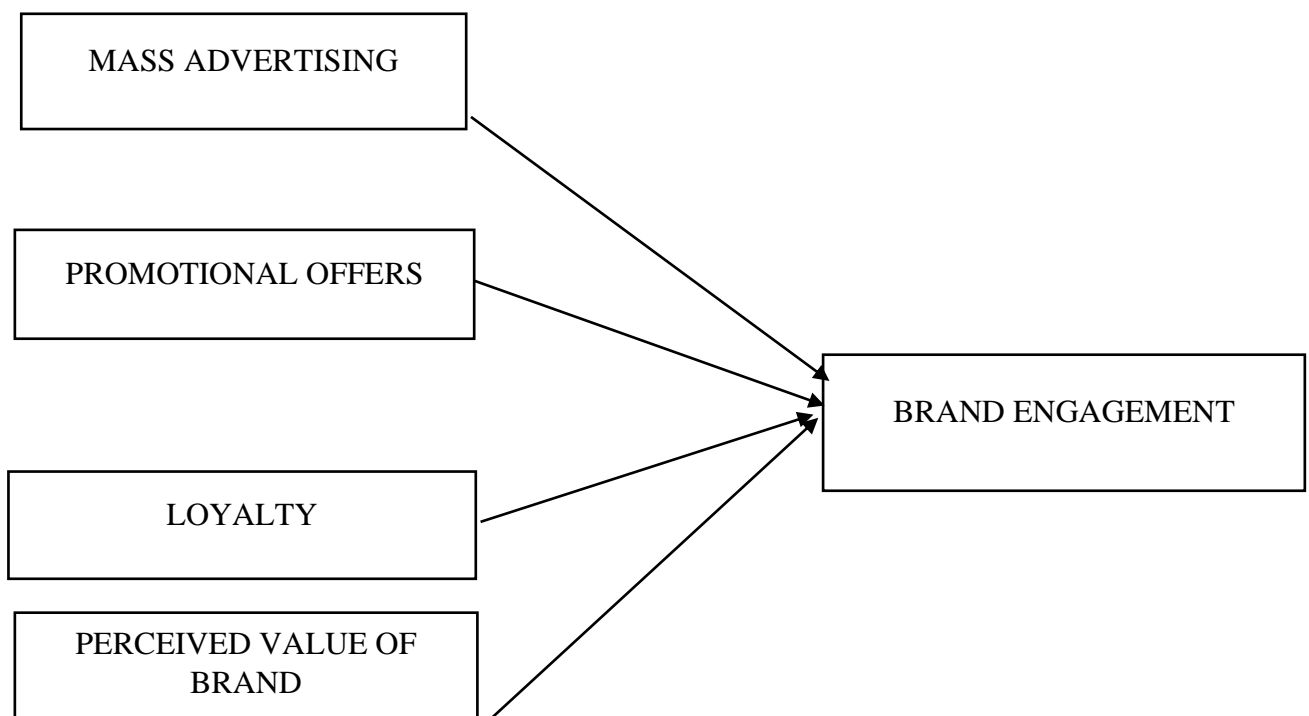 MASS ADVERTISING
PROMOTIONAL OFFERS
BRAND ENGAGEMENT
LOYALTY
PERCEIVED VALUE OF
BRAND